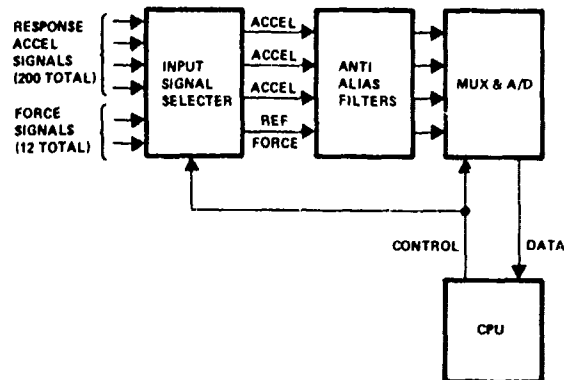 RESPONSE
ACCEL
SIGNALS
(200 TOTAL)
FORCE
SIGNALS
(12 TOTAL)
INPUT
SIGNAL
SELECTER
ACCEL
ACCEL
ACCEL
REF
FORCE
ANTI
ALIAS
FILTERS
MUX & A/D
CONTROL
DATA
CPU